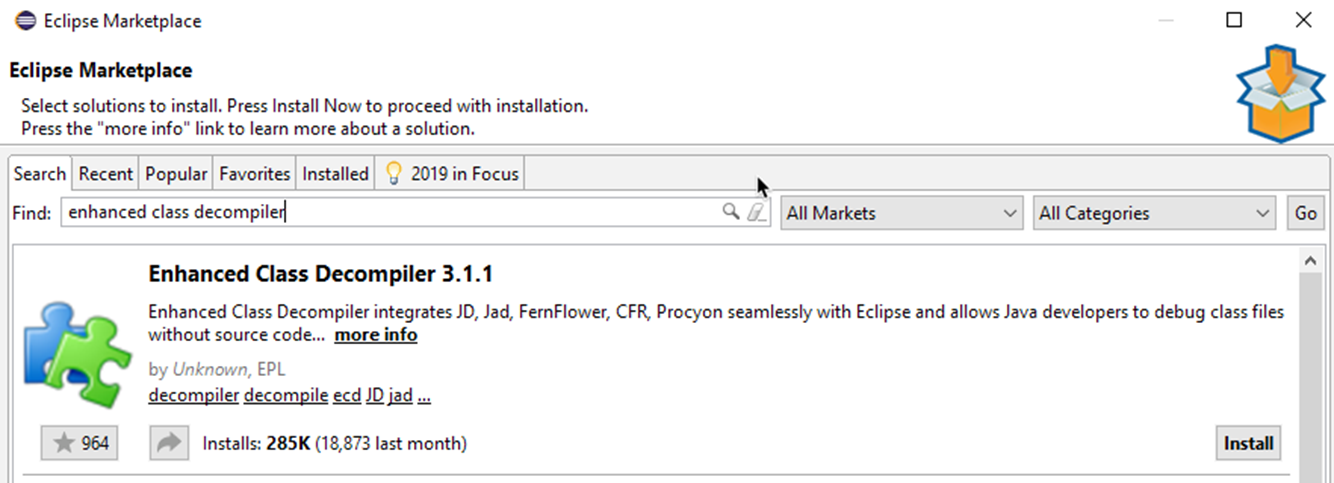 Eclipse Marketplace
Eclipse Marketplace
Select solutions to install. Press Install Now to proceed with installation.
Press the "more info" link to learn more about a solution.
Search Recent Popular Favorites Installed 2019 in Focus
Find: enhanced class decompiler All Markets All Categories Go
Enhanced Class Decompiler 3.1.1
Enhanced Class Decompiler integrates JD, Jad, FernFlower, CFR, Procyon seamlessly with Eclipse and allows Java developers to debug class files
without source code... more info
by Unknown, EPL
decompiler decompile ecd JD jad ...
964 Installs: 285K (18,873 last month) Install